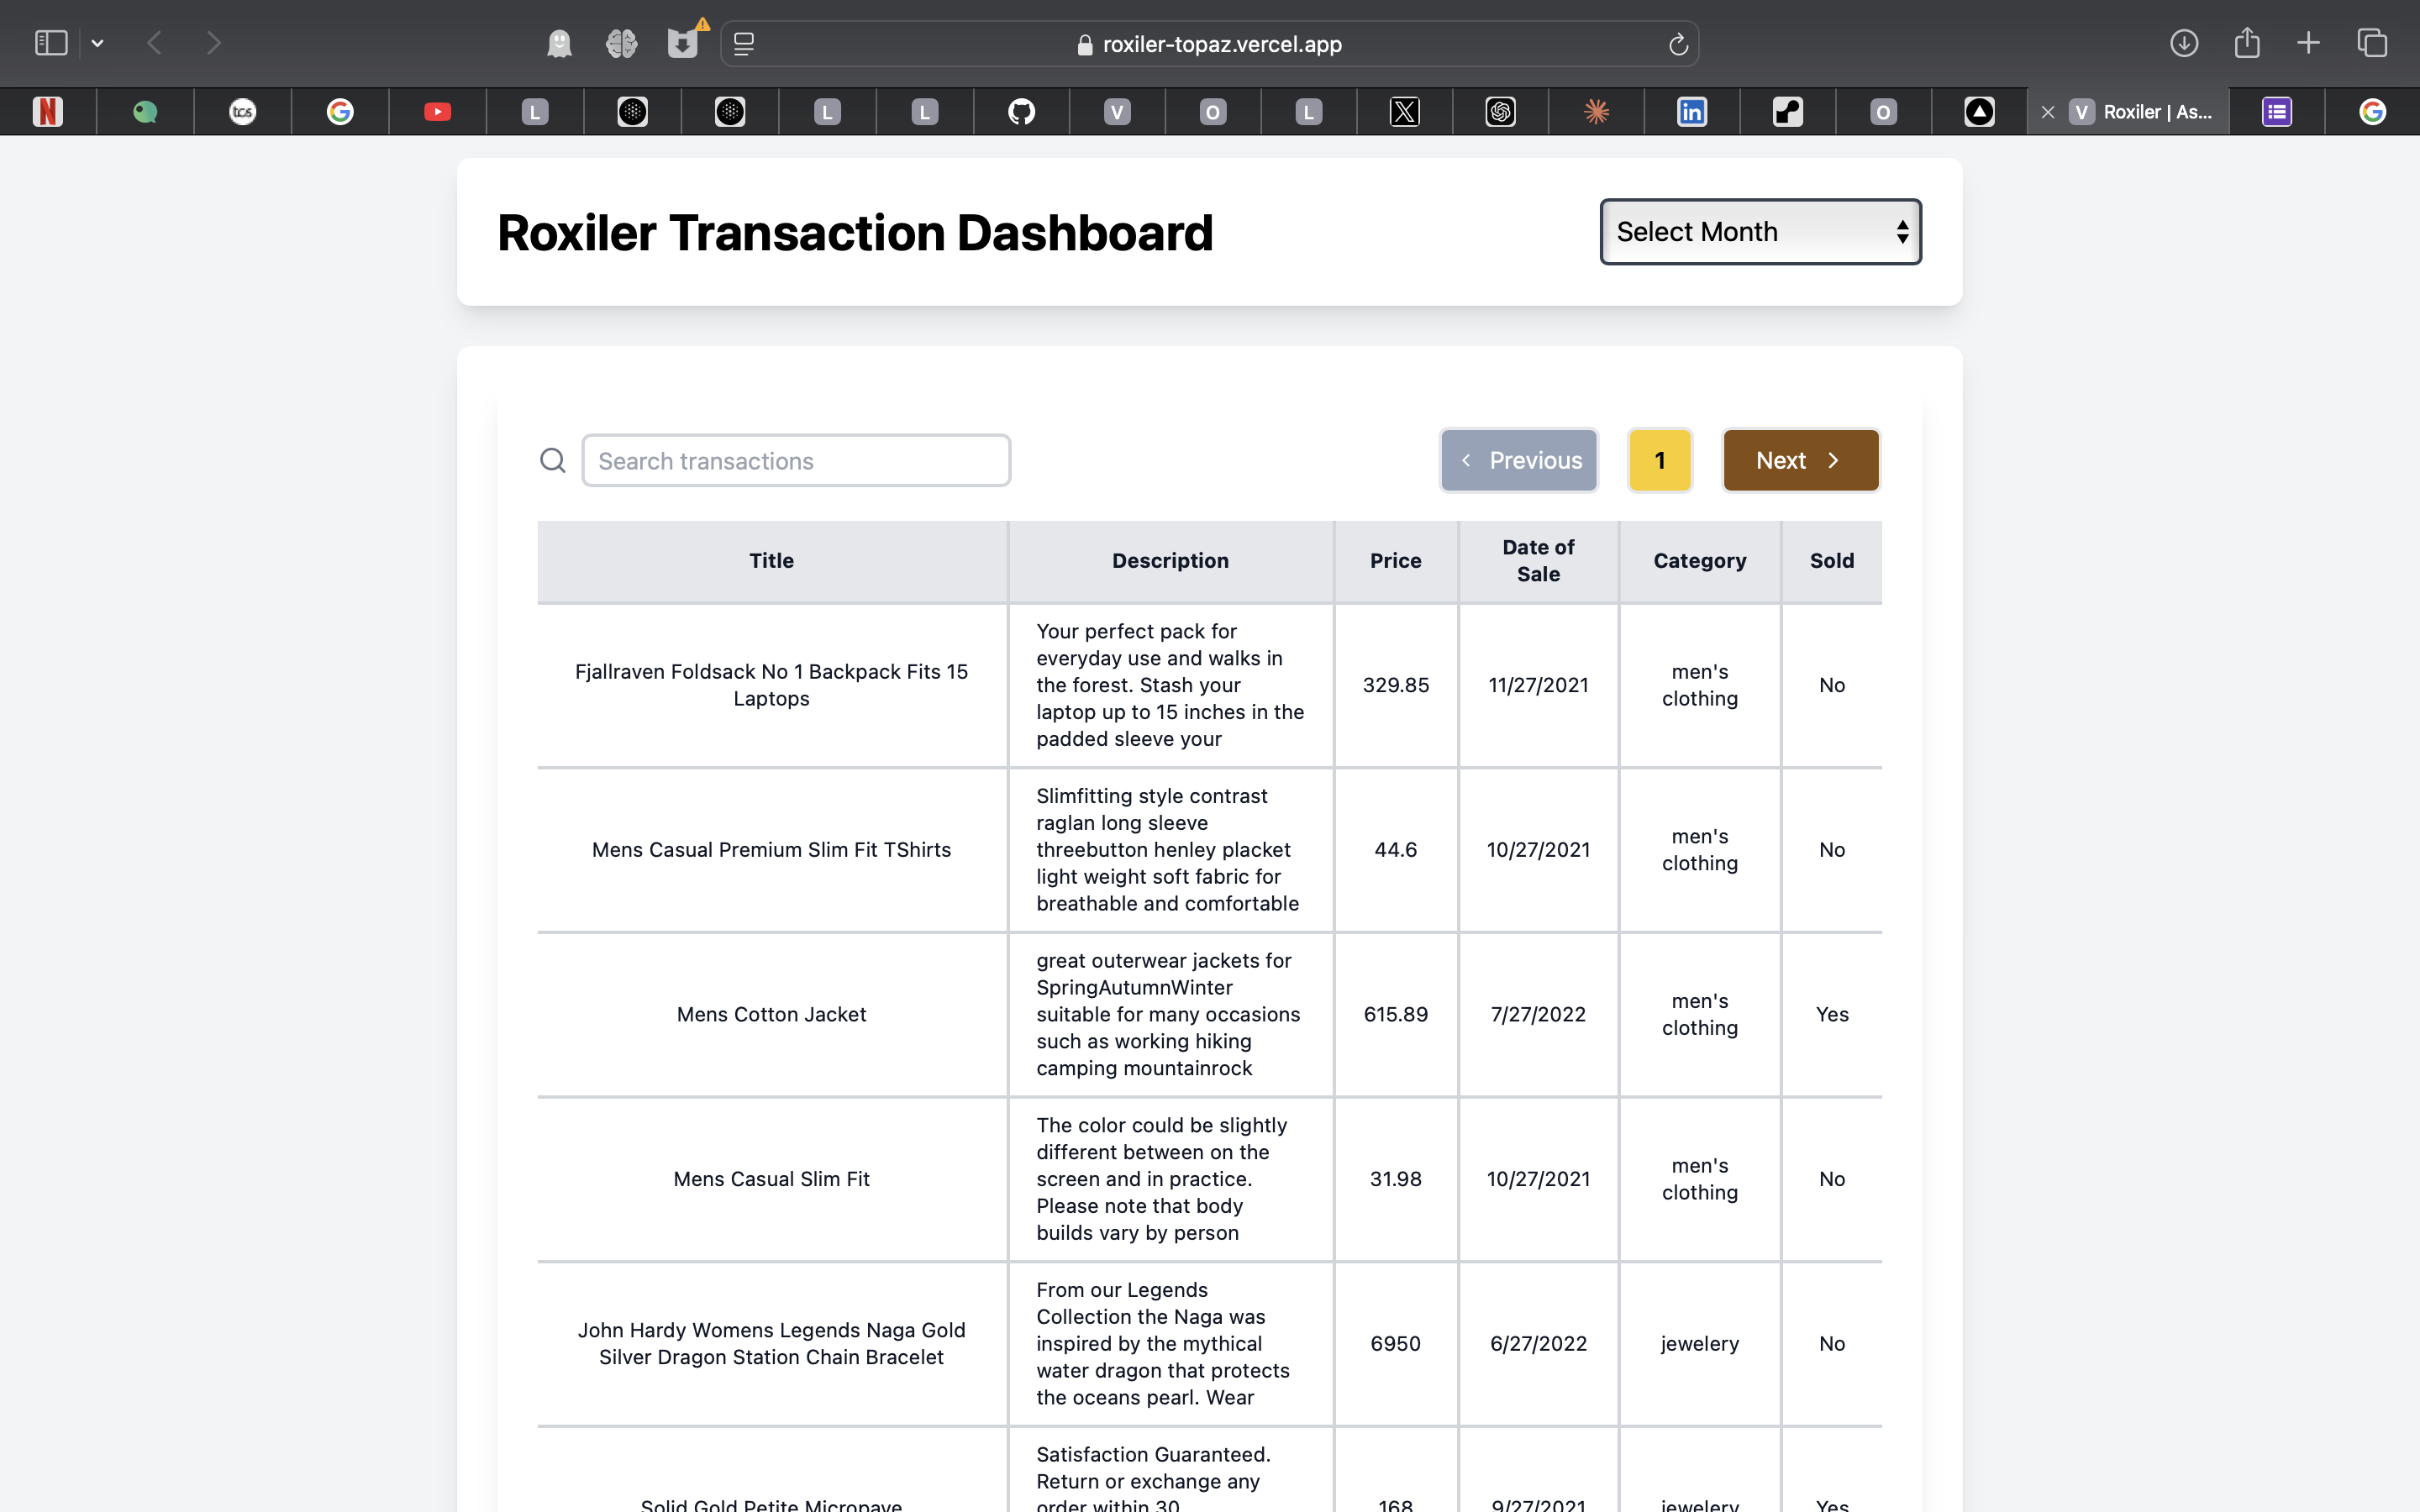 roxiler-topaz.vercel.app
N
tcs
G
L
L
L
V
O
L
X
in
O
V Roxiler | As...
G
Roxiler Transaction Dashboard
Select Month
Search transactions
Previous
1
Next
Title
Description
Price
Date of
Sale
Category
Sold
Fjallraven Foldsack No 1 Backpack Fits 15
Laptops
Your perfect pack for
everyday use and walks in
the forest. Stash your
laptop up to 15 inches in the
padded sleeve your
329.85
11/27/2021
men's
clothing
No
Mens Casual Premium Slim Fit TShirts
Slimfitting style contrast
raglan long sleeve
threebutton henley placket
light weight soft fabric for
breathable and comfortable
44.6
10/27/2021
men's
clothing
No
Mens Cotton Jacket
great outerwear jackets for
SpringAutumnWinter
suitable for many occasions
such as working hiking
camping mountainrock
615.89
7/27/2022
men's
clothing
Yes
Mens Casual Slim Fit
The color could be slightly
different between on the
screen and in practice.
Please note that body
builds vary by person
31.98
10/27/2021
men's
clothing
No
John Hardy Womens Legends Naga Gold
Silver Dragon Station Chain Bracelet
From our Legends
Collection the Naga was
inspired by the mythical
water dragon that protects
the oceans pearl. Wear
6950
6/27/2022
jewelery
No
Solid Gold Petite Micropave
Satisfaction Guaranteed.
Return or exchange any
order within 30
168
9/27/2021
jewelery
Yes